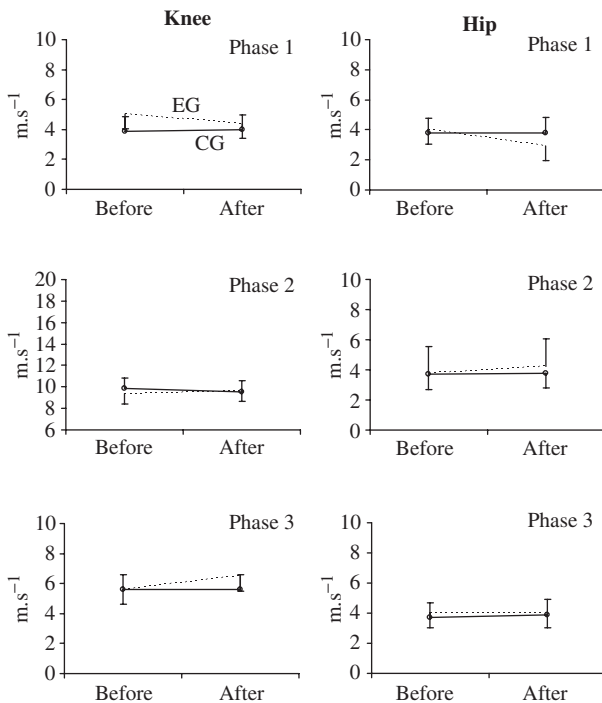 Knee
Hip
Phase 1
10
8
6
4
2
0
m.s⁻¹
EG
CG
Before
After
Phase 1
10
8
6
4
2
0
m.s⁻¹
Before
After
Phase 2
20
18
16
14
12
10
8
6
m.s⁻¹
Before
After
Phase 2
10
8
6
4
2
0
m.s⁻¹
Before
After
Phase 3
10
8
6
4
2
0
m.s⁻¹
Before
After
Phase 3
10
8
6
4
2
0
m.s⁻¹
Before
After